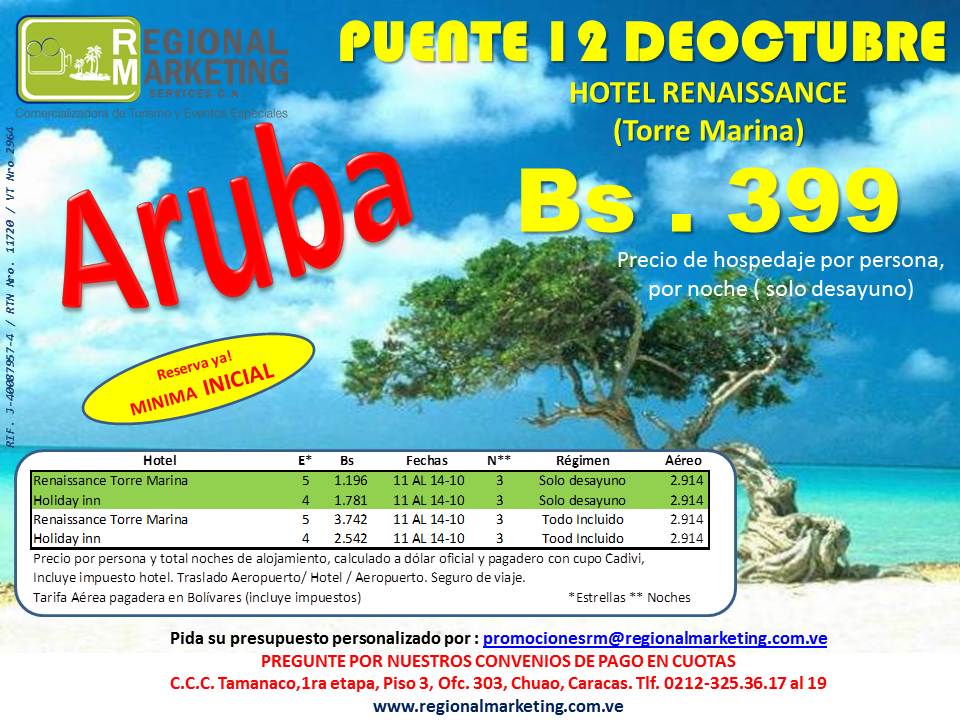 REGIONAL
MARKETING
SERVICES C.A
Comercializadora de Turismo y Eventos Especiales
RIF. J-40087957-4 / RTN Nro. 11720 / VT Nro 2964
PUENTE 12 DEOCTUBRE
HOTEL RENAISSANCE
(Torre Marina)
Bs . 399
Precio de hospedaje por persona,
por noche ( solo desayuno)
Aruba
Reserva ya!
MINIMA INICIAL
Hotel E* Bs Fechas N** Régimen Aéreo
Renaissance Torre Marina 5 1.196 11 AL 14-10 3 Solo desayuno 2.914
Holiday inn 4 1.781 11 AL 14-10 3 Solo desayuno 2.914
Renaissance Torre Marina 5 3.742 11 AL 14-10 3 Todo Incluido 2.914
Holiday inn 4 2.542 11 AL 14-10 3 Tood Incluido 2.914
Precio por persona y total noches de alojamiento, calculado a dólar oficial y pagadero con cupo Cadivi,
Incluye impuesto hotel. Traslado Aeropuerto/ Hotel / Aeropuerto. Seguro de viaje.
Tarifa Aérea pagadera en Bolívares (incluye impuestos) *Estrellas ** Noches
Pida su presupuesto personalizado por : promocionesrm@regionalmarketing.com.ve
PREGUNTE POR NUESTROS CONVENIOS DE PAGO EN CUOTAS
C.C.C. Tamanaco,1ra etapa, Piso 3, Ofc. 303, Chuao, Caracas. Tlf. 0212-325.36.17 al 19
www.regionalmarketing.com.ve